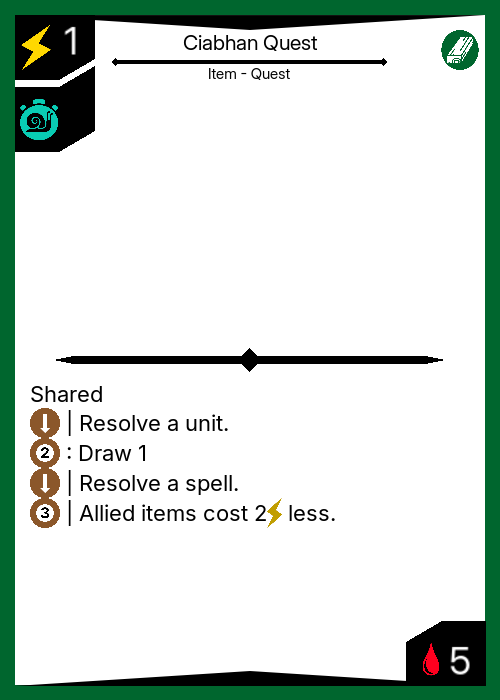 1
Ciabhan Quest
Item - Quest
Shared
↓ | Resolve a unit.
2 : Draw 1
↓ | Resolve a spell.
3 | Allied items cost 2⚡ less.
5